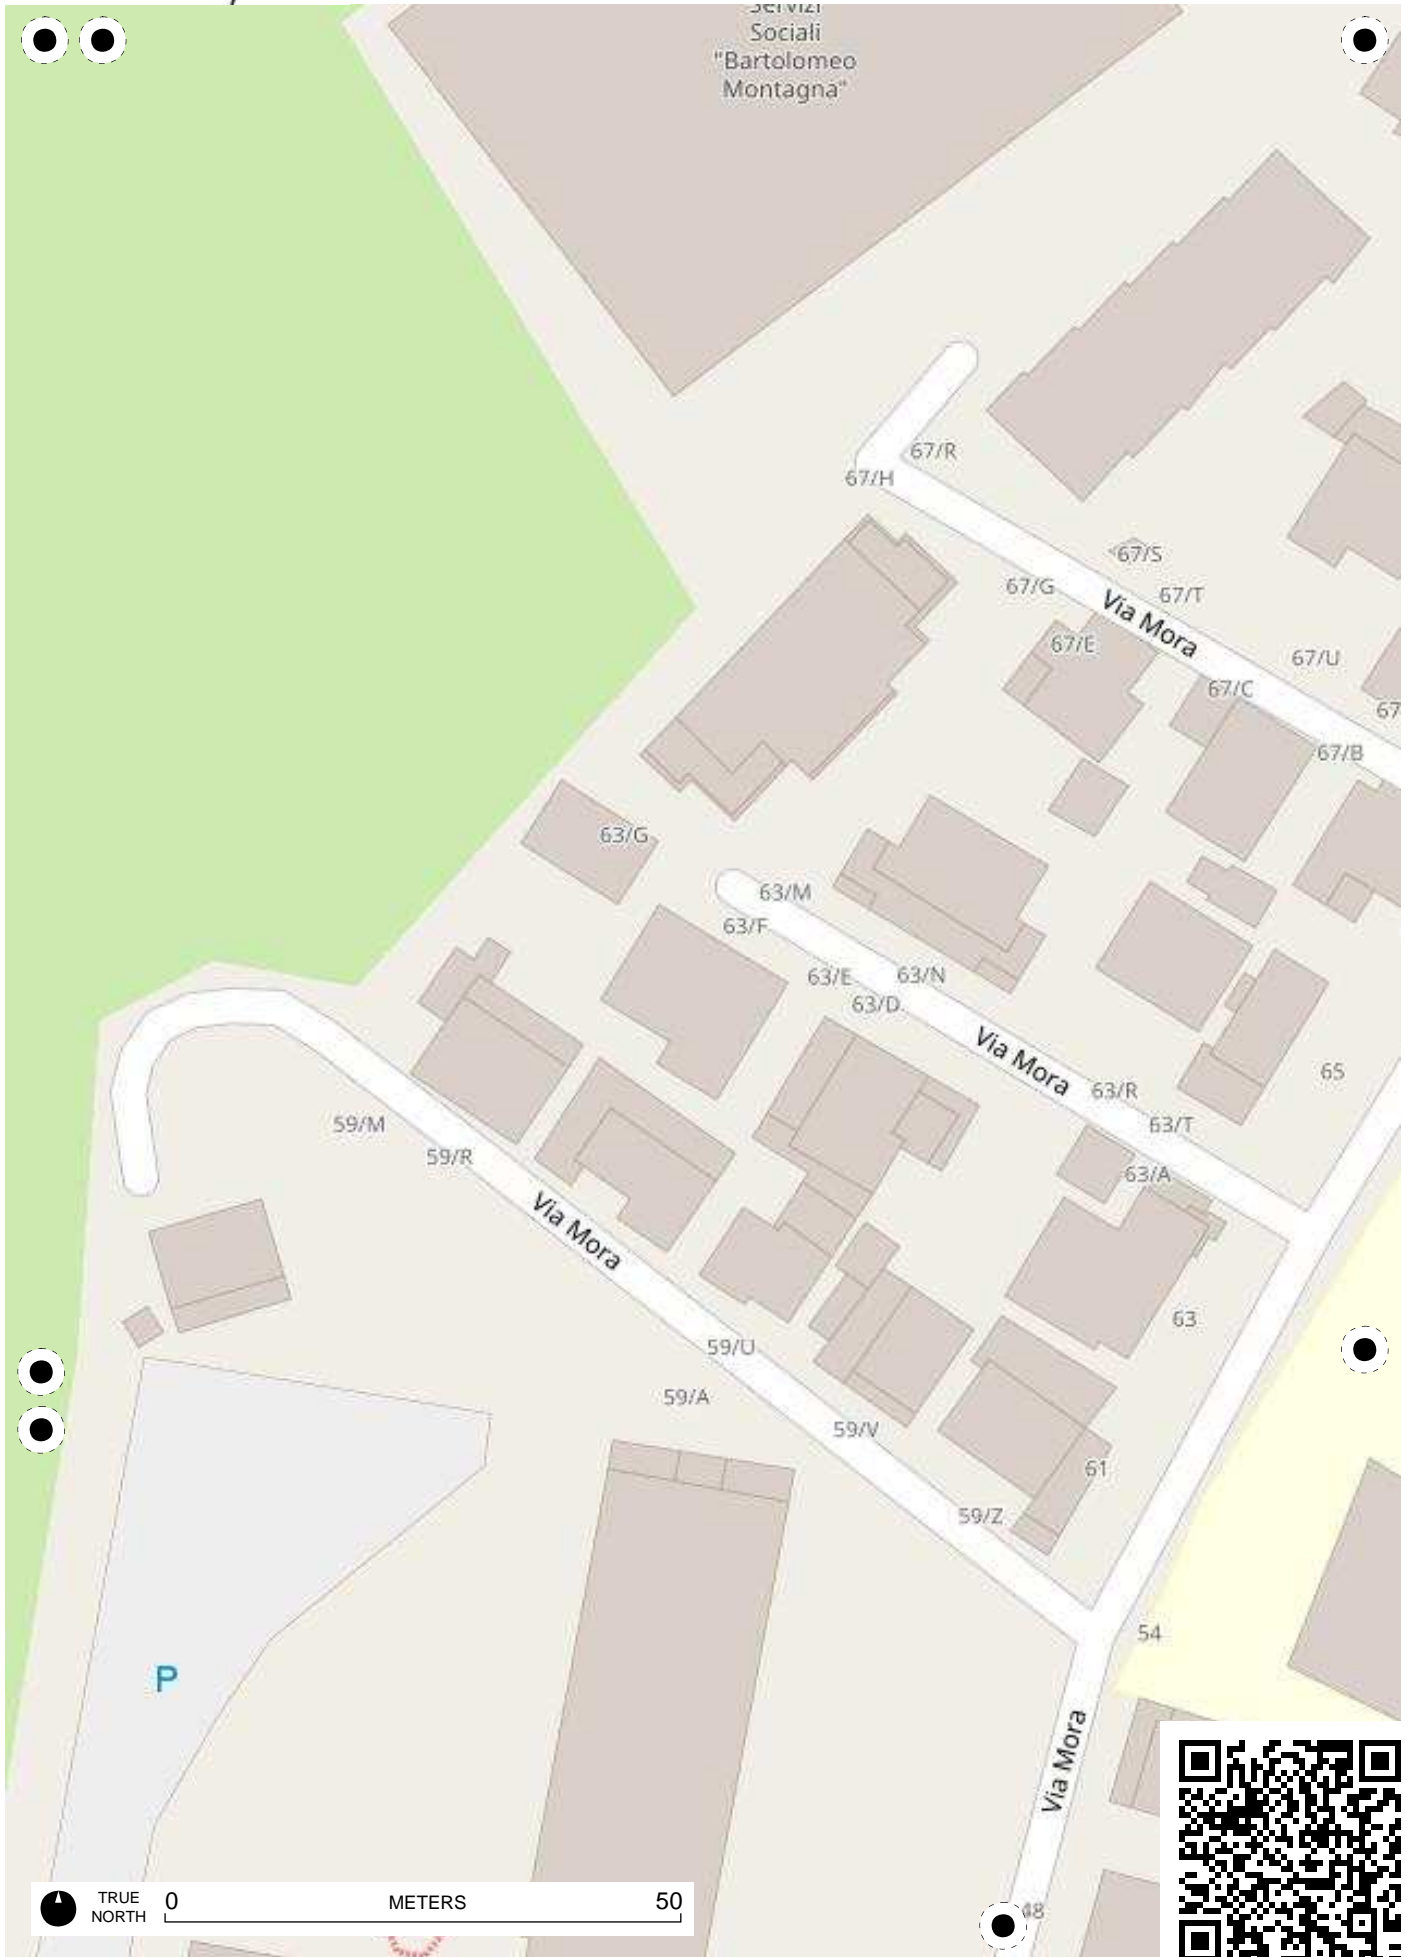 Servizi
Sociali
"Bartolomeo
Montagna"
67/R
67/H
67/S
67/G
67/T
Via Mora
67/E
67/U
67/C
67
67/B
63/G
63/M
63/F
63/E
63/N
63/D
Via Mora
65
63/R
59/M
63/T
59/R
63/A
Via Mora
63
59/U
59/A
59/V
61
59/Z
54
P
Via Mora
TRUE
NORTH
0 METERS 50
48